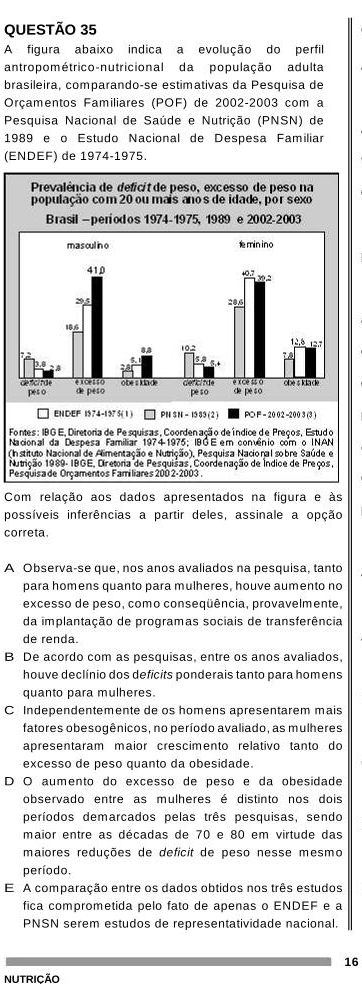 QUESTÃO 35
A figura abaixo indica a evolução do perfil
antropométrico-nutricional da população adulta
brasileira, comparando-se estimativas da Pesquisa de
Orçamentos Familiares (POF) de 2002-2003 com a
Pesquisa Nacional de Saúde e Nutrição (PNSN) de
1989 e o Estudo Nacional de Despesa Familiar
(ENDEF) de 1974-1975.
Prevalência de deficit de peso, excesso de peso na
população com 20 ou mais anos de idade, por sexo
Brasil – períodos 1974-1975, 1989 e 2002-2003
masculino feminino
7,2 3,8 2,8 18,6 29,5 41,0 2,8 5,1 8,8 10,2 5,8 28,6 40,7 39,2 7,8 12,8 12,7
deficit de excesso obesidade deficit de excesso obesidade
peso de peso peso de peso
ENDEF 1974-1975(1) PNSN – 1989(2) POF - 2002-2003(3)
Fontes: IBGE, Diretoria de Pesquisas, Coordenação de Índice de Preços, Estudo
Nacional da Despesa Familiar 1974-1975; IBGE em convênio com o INAN
(Instituto Nacional de Alimentação e Nutrição), Pesquisa Nacional sobre Saúde e
Nutrição 1989- IBGE, Diretoria de Pesquisas, Coordenação de Índice de Preços,
Pesquisa de Orçamentos Familiares 2002-2003.
Com relação aos dados apresentados na figura e às
possíveis inferências a partir deles, assinale a opção
correta.
A Observa-se que, nos anos avaliados na pesquisa, tanto
para homens quanto para mulheres, houve aumento no
excesso de peso, como conseqüência, provavelmente,
da implantação de programas sociais de transferência
de renda.
B De acordo com as pesquisas, entre os anos avaliados,
houve declínio dos deficits ponderais tanto para homens
quanto para mulheres.
C Independentemente de os homens apresentarem mais
fatores obesogênicos, no período avaliado, as mulheres
apresentaram maior crescimento relativo tanto do
excesso de peso quanto da obesidade.
D O aumento do excesso de peso e da obesidade
observado entre as mulheres é distinto nos dois
períodos demarcados pelas três pesquisas, sendo
maior entre as décadas de 70 e 80 em virtude das
maiores reduções de deficit de peso nesse mesmo
período.
E A comparação entre os dados obtidos nos três estudos
fica comprometida pelo fato de apenas o ENDEF e a
PNSN serem estudos de representatividade nacional.
16
NUTRIÇÃO